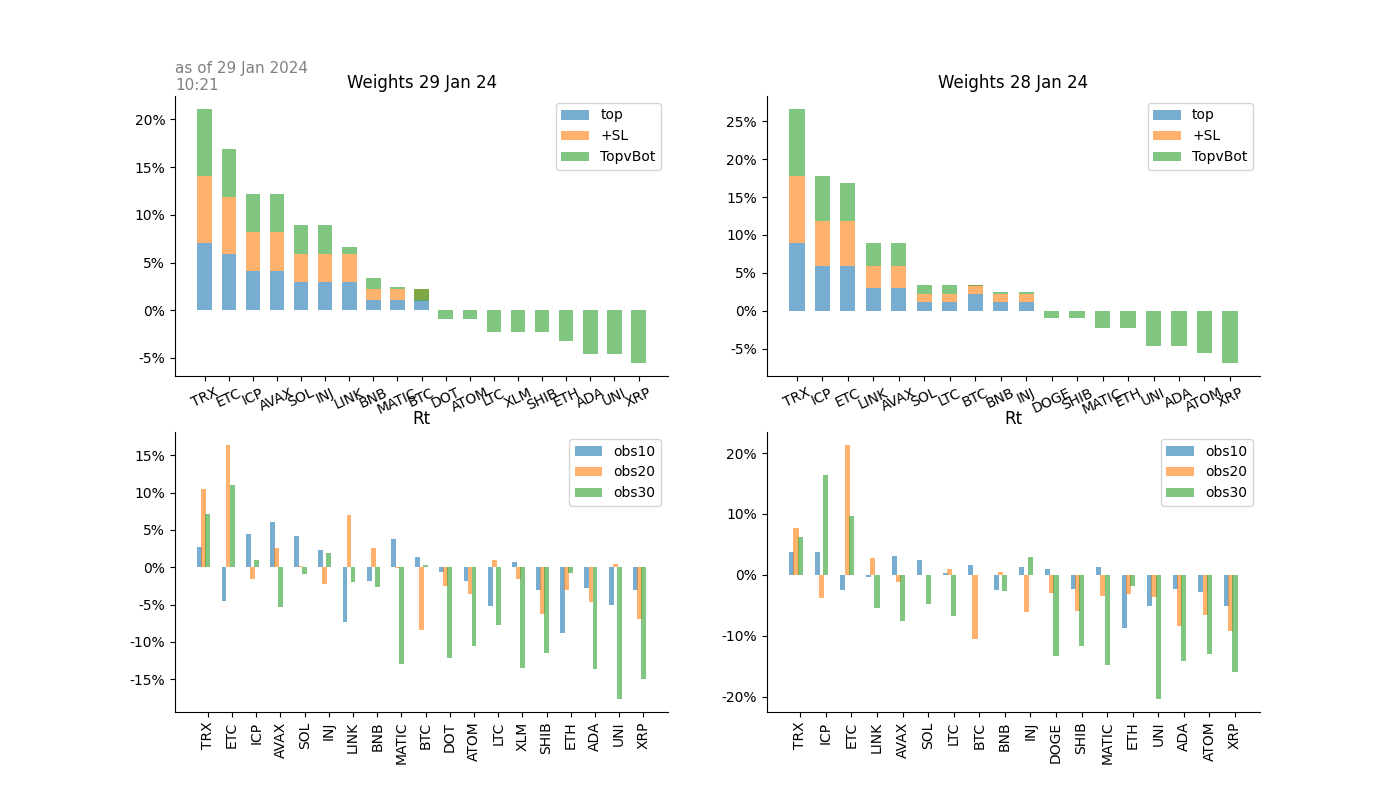 as of 29 Jan 2024
10:21
Weights 29 Jan 24
20%
15%
10%
5%
0%
-5%
top
+SL
TopvBot
TRX ETC ICP AVAX SOL INJ LINK BNB MATIC BTC DOT ATOM LTC XLM SHIB ETH ADA UNI XRP
Weights 28 Jan 24
25%
20%
15%
10%
5%
0%
-5%
top
+SL
TopvBot
TRX ICP ETC LINK AVAX SOL LTC BTC BNB INJ DOGE SHIB MATIC ETH UNI ADA ATOM XRP
Rt
15%
10%
5%
0%
-5%
-10%
-15%
obs10
obs20
obs30
TRX ETC ICP AVAX SOL INJ LINK BNB MATIC BTC DOT ATOM LTC XLM SHIB ETH ADA UNI XRP
Rt
20%
10%
0%
-10%
-20%
obs10
obs20
obs30
TRX ICP ETC LINK AVAX SOL LTC BTC BNB INJ DOGE SHIB MATIC ETH UNI ADA ATOM XRP